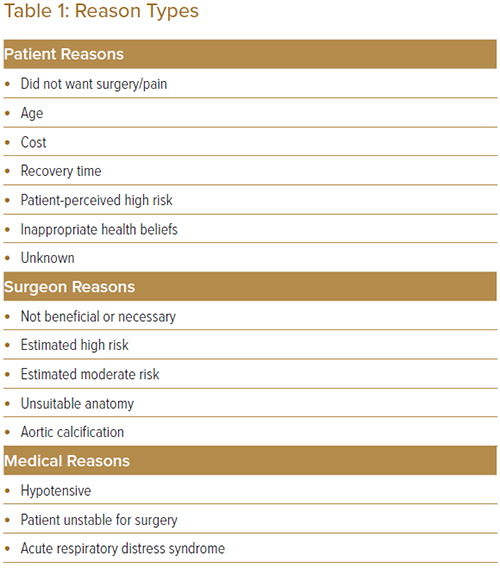 Table 1: Reason Types
Patient Reasons
• Did not want surgery/pain
• Age
• Cost
• Recovery time
• Patient-perceived high risk
• Inappropriate health beliefs
• Unknown
Surgeon Reasons
• Not beneficial or necessary
• Estimated high risk
• Estimated moderate risk
• Unsuitable anatomy
• Aortic calcification
Medical Reasons
• Hypotensive
• Patient unstable for surgery
• Acute respiratory distress syndrome